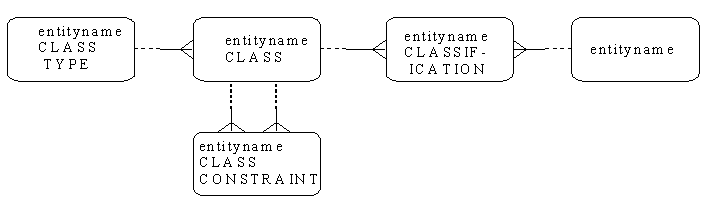 entityname
CLASS
TYPE
entityname
CLASS
entityname
CLASSIF-
ICATION
entityname
entityname
CLASS
CONSTRAINT